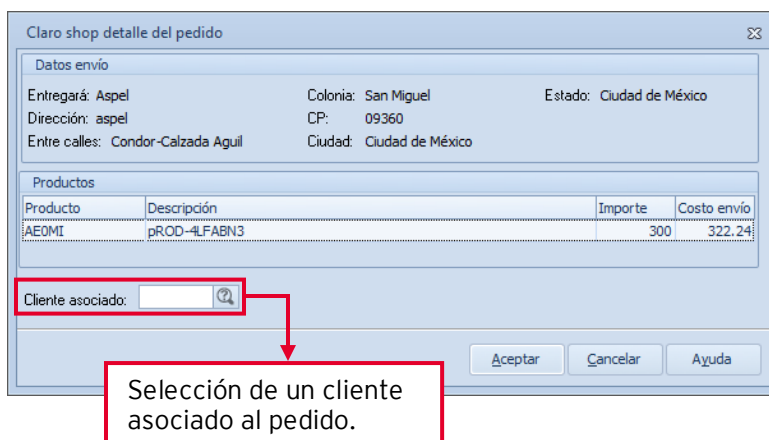 Claro shop detalle del pedido
Datos envío
Entregará: Aspel Colonia: San Miguel Estado: Ciudad de México
Dirección: aspel CP: 09360
Entre calles: Condor-Calzada Aguil Ciudad: Ciudad de México
Productos
Producto Descripción Importe Costo envío
AE0MI pROD-4LFABN3 300 322.24
Cliente asociado:
Aceptar Cancelar Ayuda
Selección de un cliente
asociado al pedido.